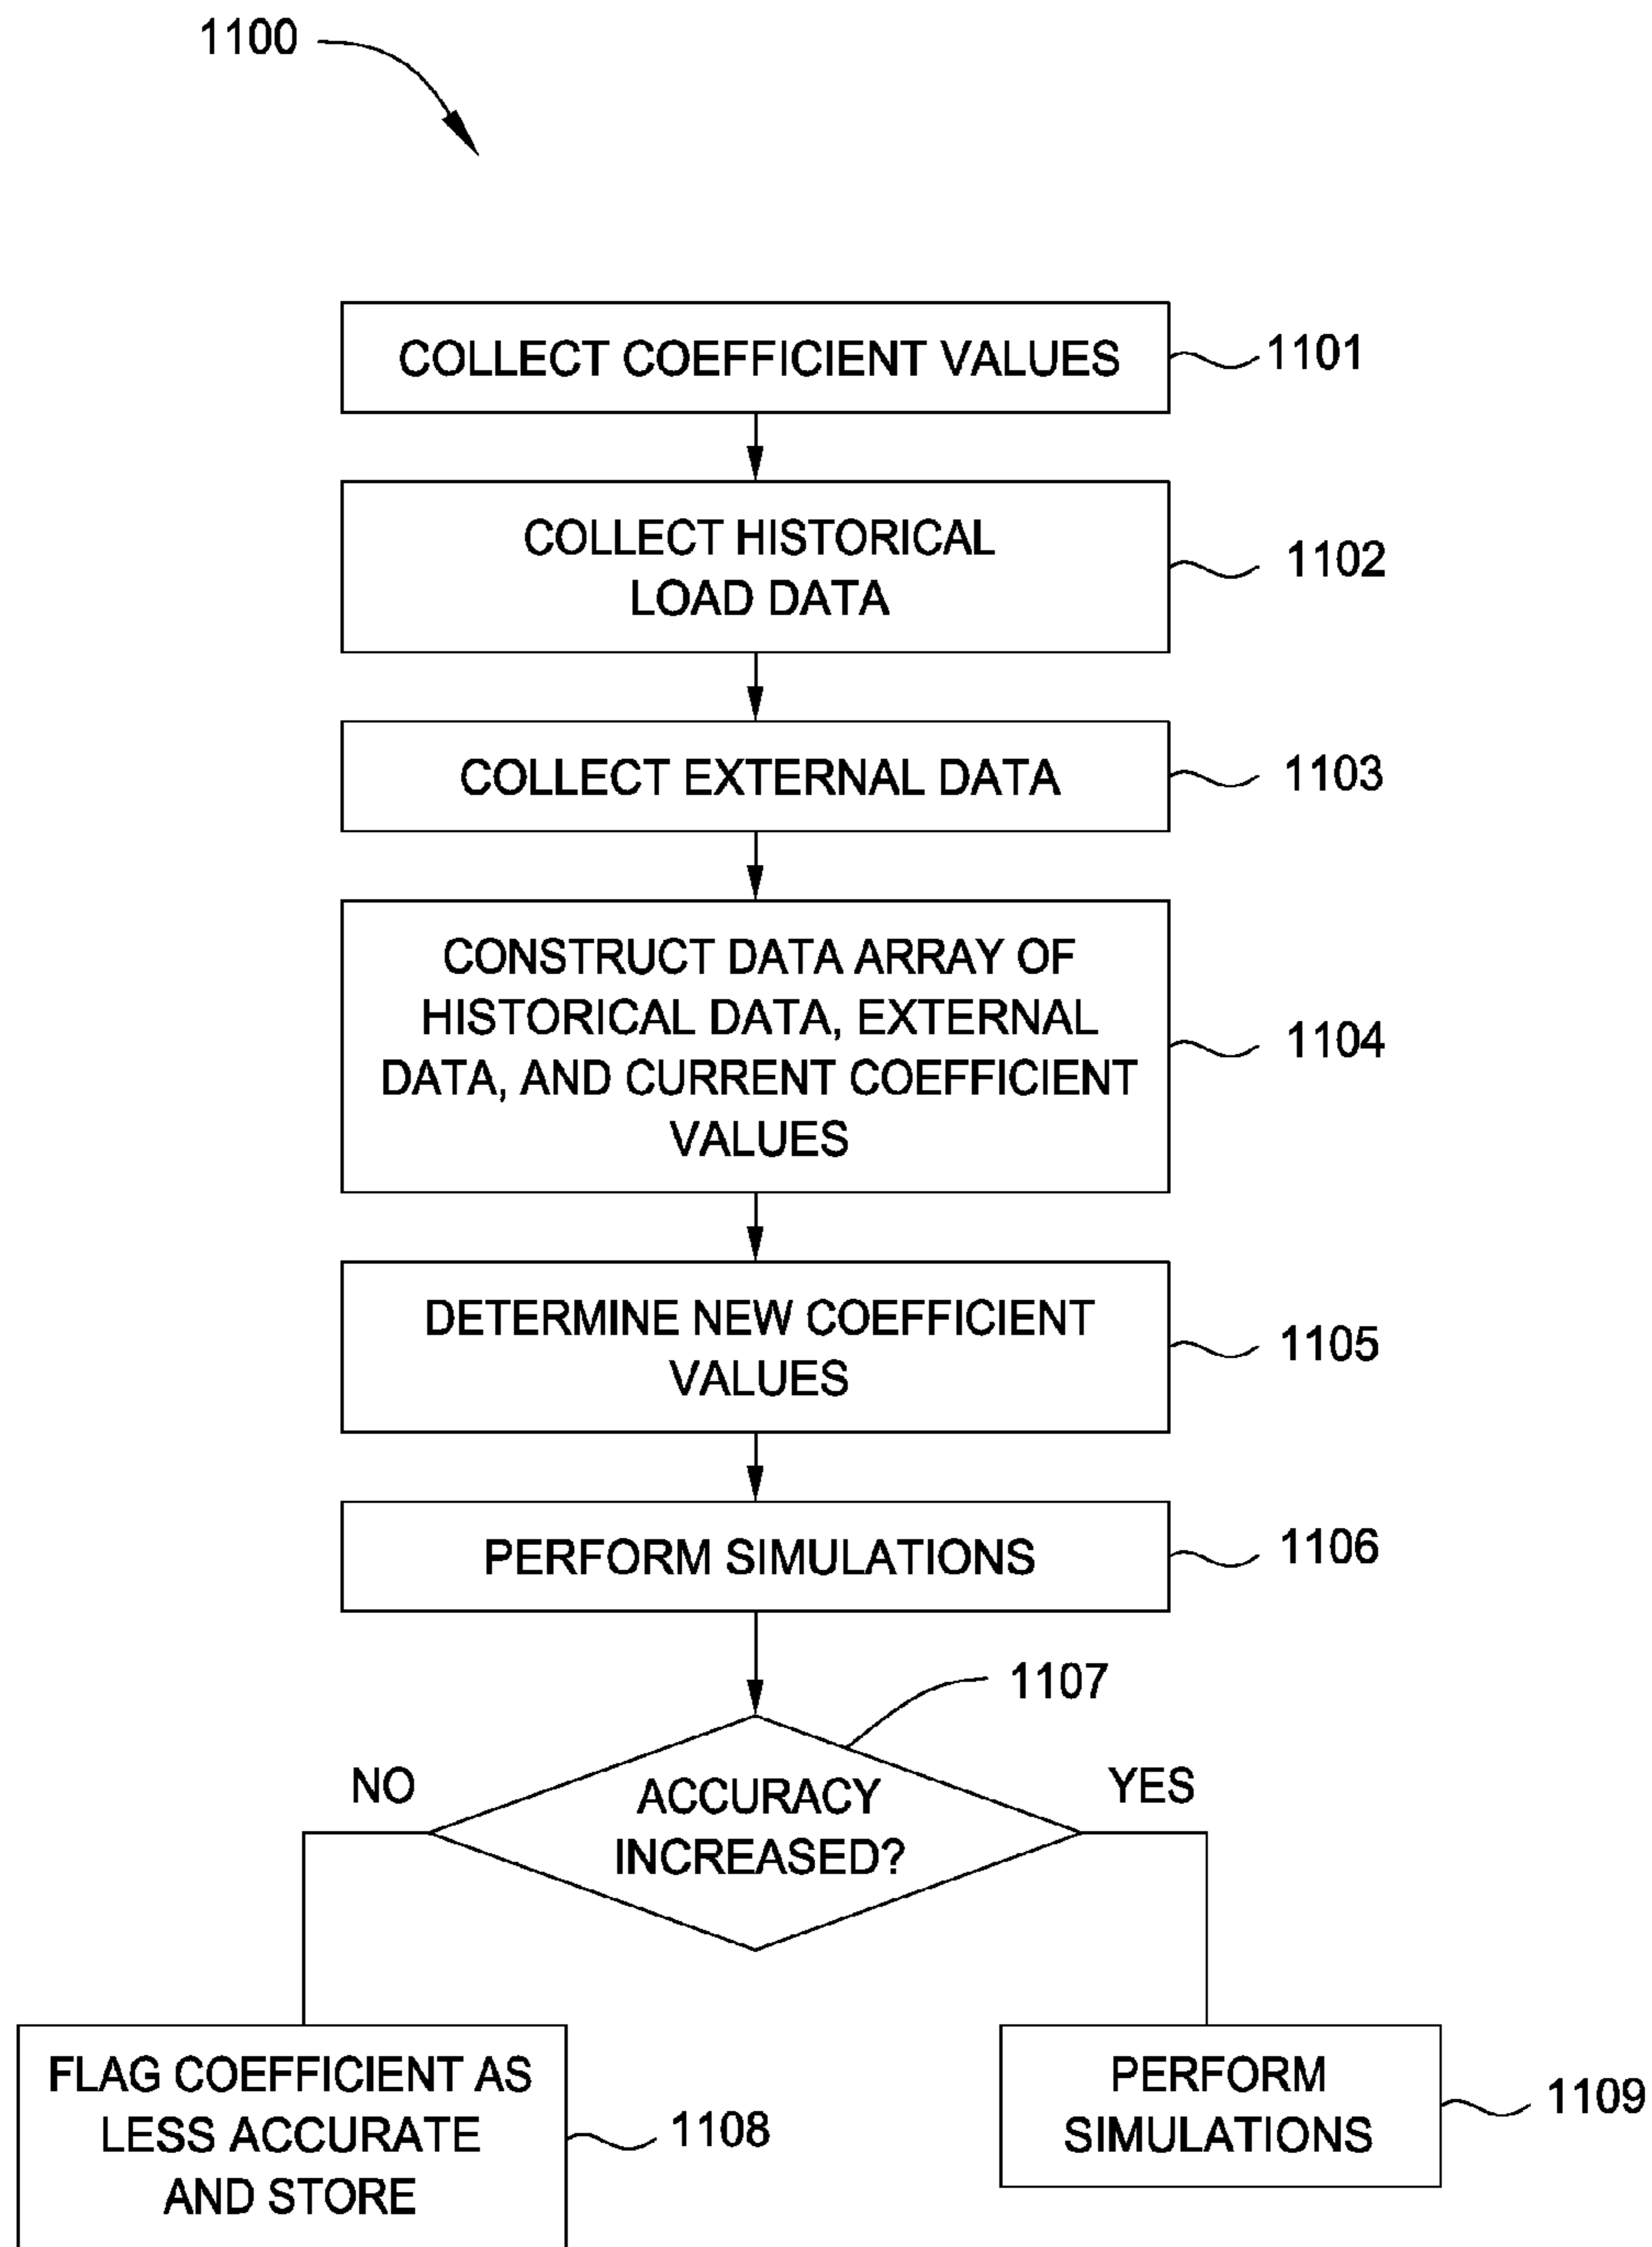 1100
COLLECT COEFFICIENT VALUES
1101
COLLECT HISTORICAL
LOAD DATA
1102
COLLECT EXTERNAL DATA
1103
CONSTRUCT DATA ARRAY OF
HISTORICAL DATA, EXTERNAL
DATA, AND CURRENT COEFFICIENT
VALUES
1104
DETERMINE NEW COEFFICIENT
VALUES
1105
PERFORM SIMULATIONS
1106
1107
NO
ACCURACY
INCREASED?
YES
FLAG COEFFICIENT AS
LESS ACCURATE
AND STORE
1108
PERFORM
SIMULATIONS
1109